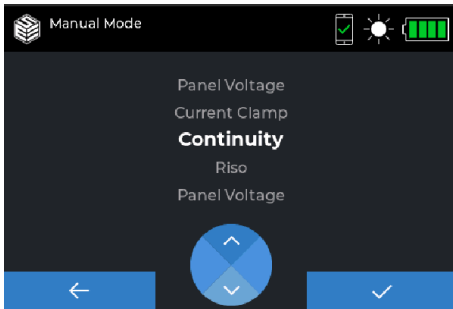 Manual Mode
Panel Voltage
Current Clamp
Continuity
Riso
Panel Voltage